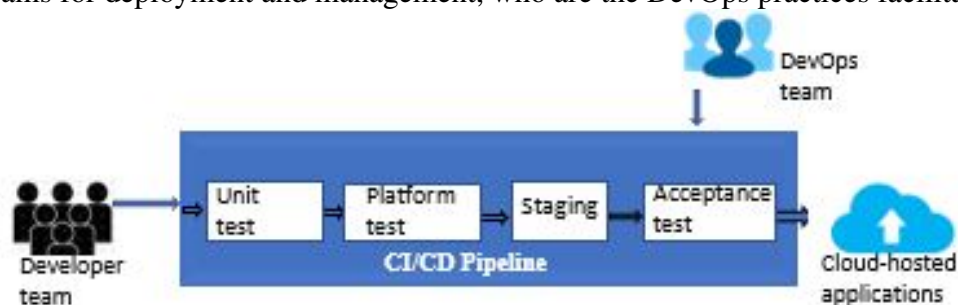 ams for deployment and management, who are the DevOps practices facilit
DevOps
team
Unit
test
Platform
test
Staging
Acceptance
test
CI/CD Pipeline
Developer
team
Cloud-hosted
applications